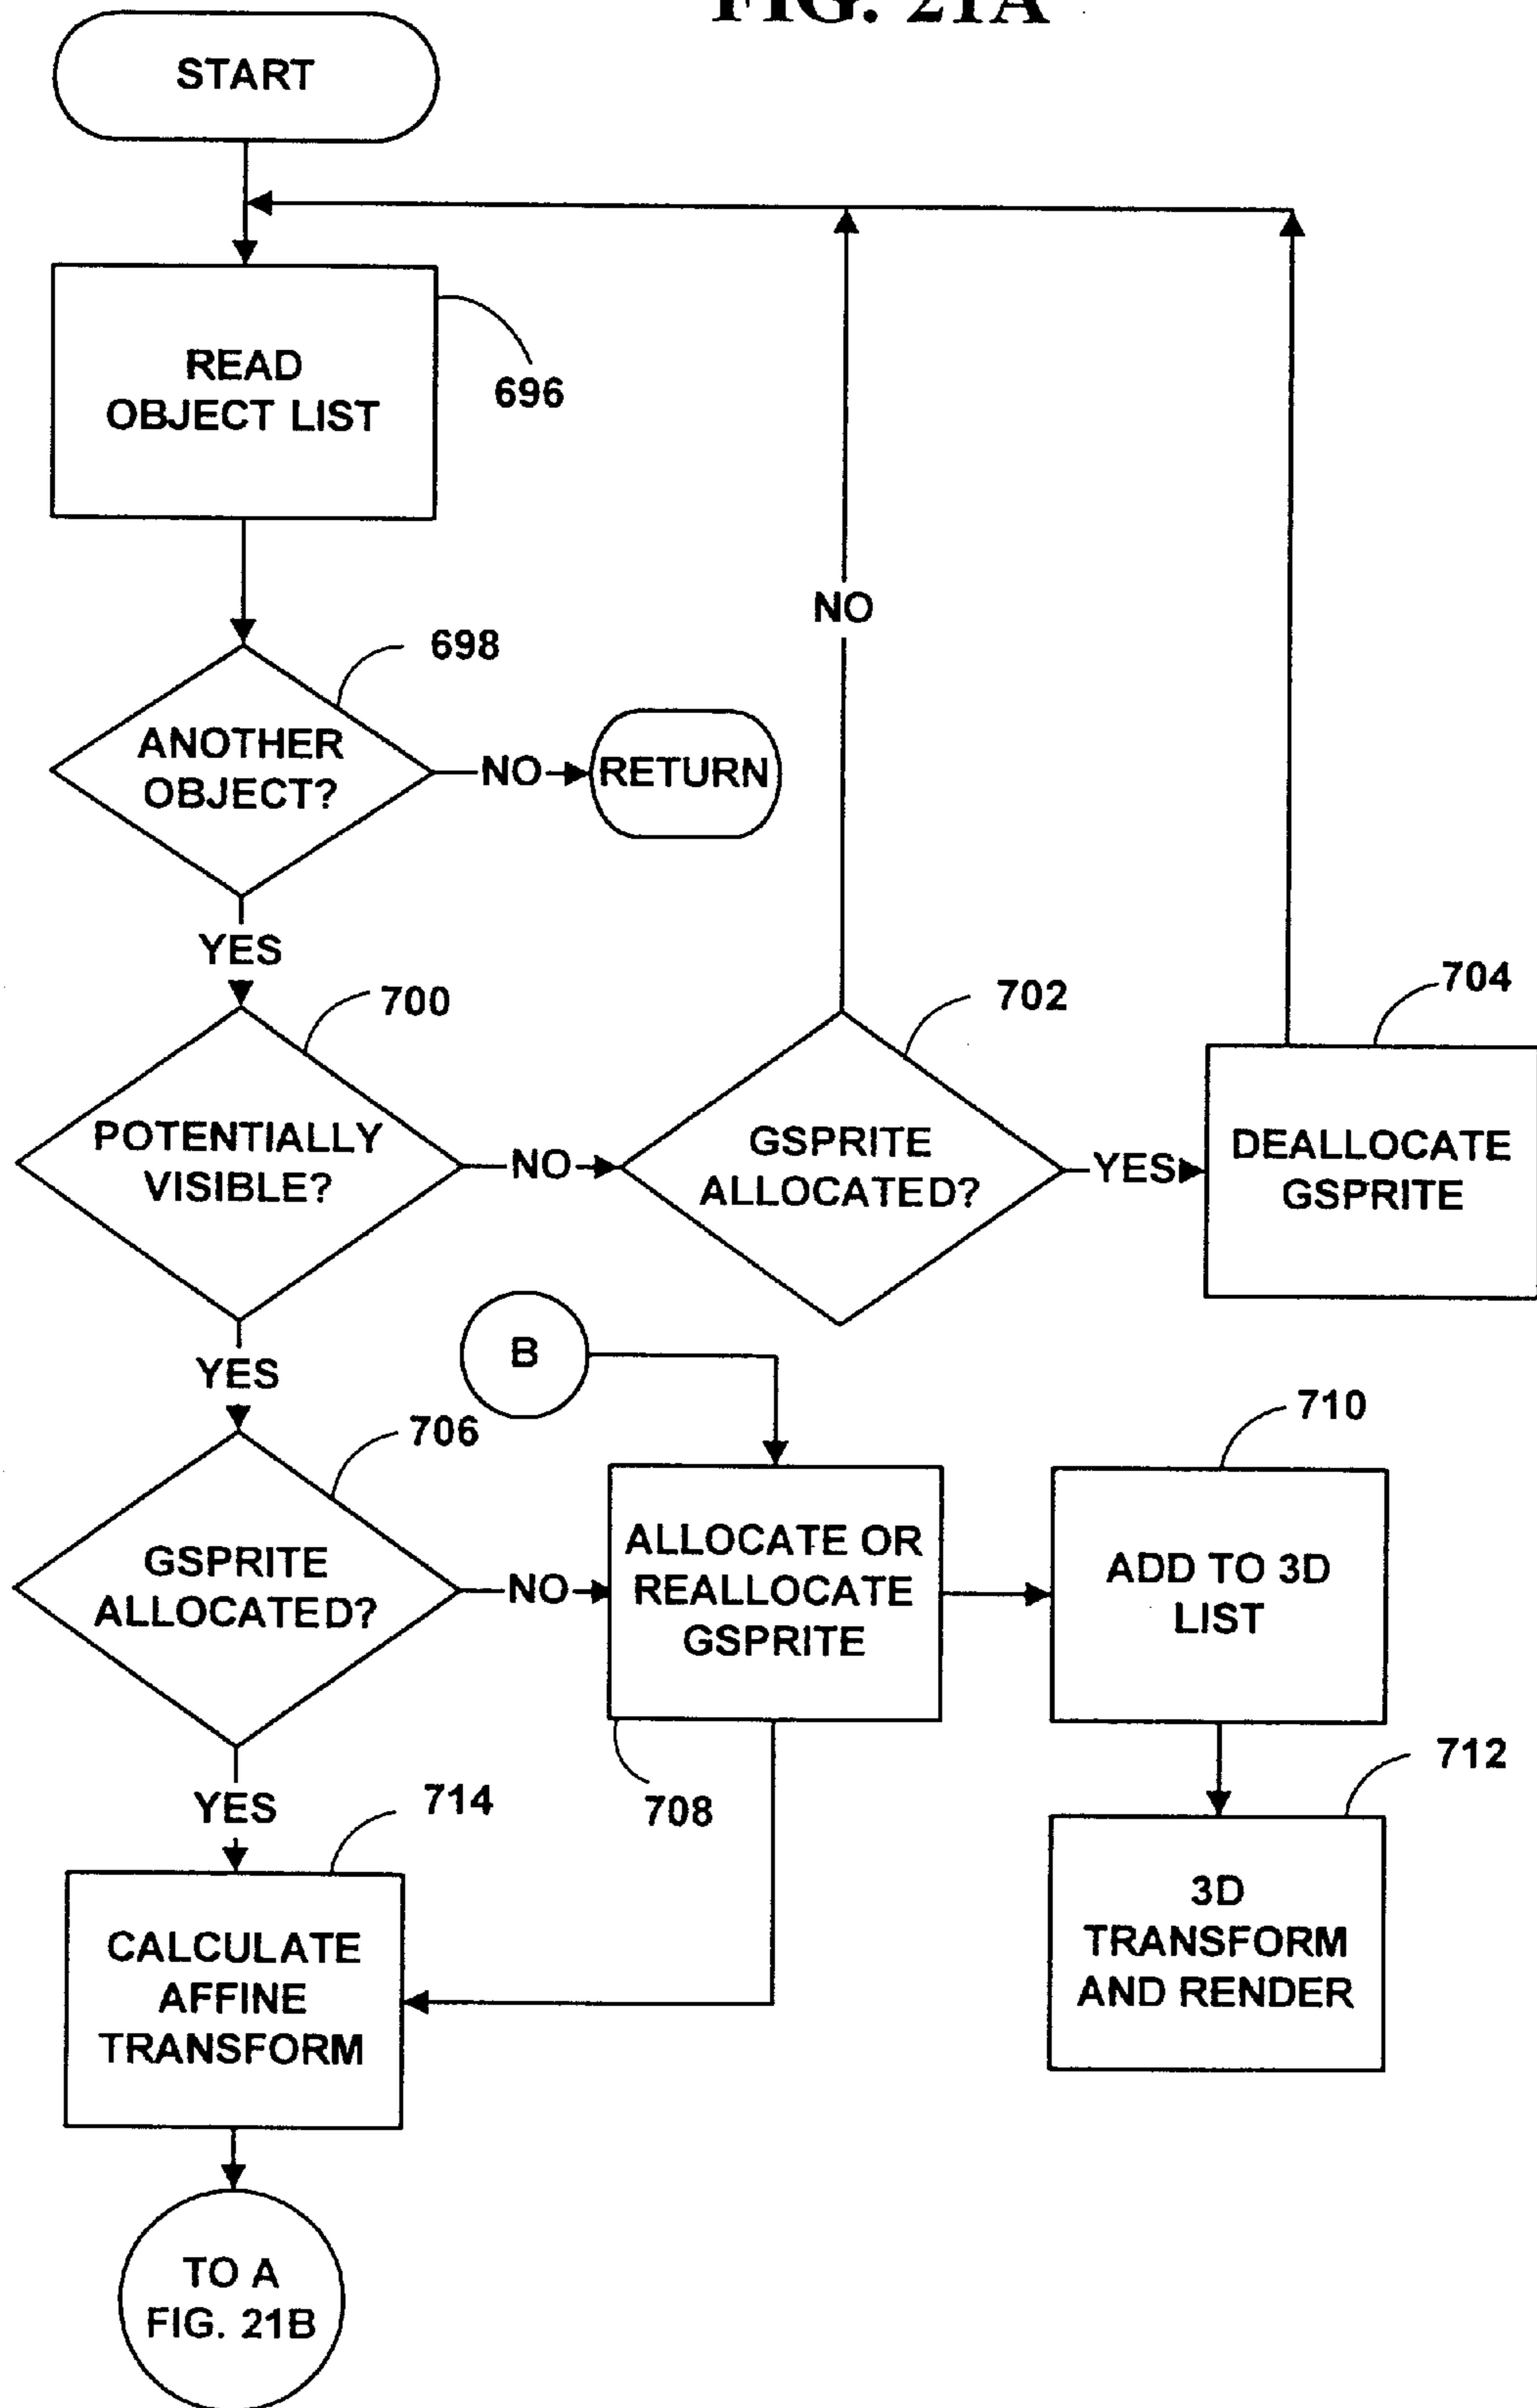 FIG. 21A
START
READ
OBJECT LIST
696
698
ANOTHER
OBJECT?
NO
RETURN
NO
YES
700
POTENTIALLY
VISIBLE?
NO
702
GSPRITE
ALLOCATED?
YES
704
DEALLOCATE
GSPRITE
YES
B
706
GSPRITE
ALLOCATED?
NO
ALLOCATE OR
REALLOCATE
GSPRITE
708
710
ADD TO 3D
LIST
712
3D
TRANSFORM
AND RENDER
YES
714
CALCULATE
AFFINE
TRANSFORM
TO A
FIG. 21B